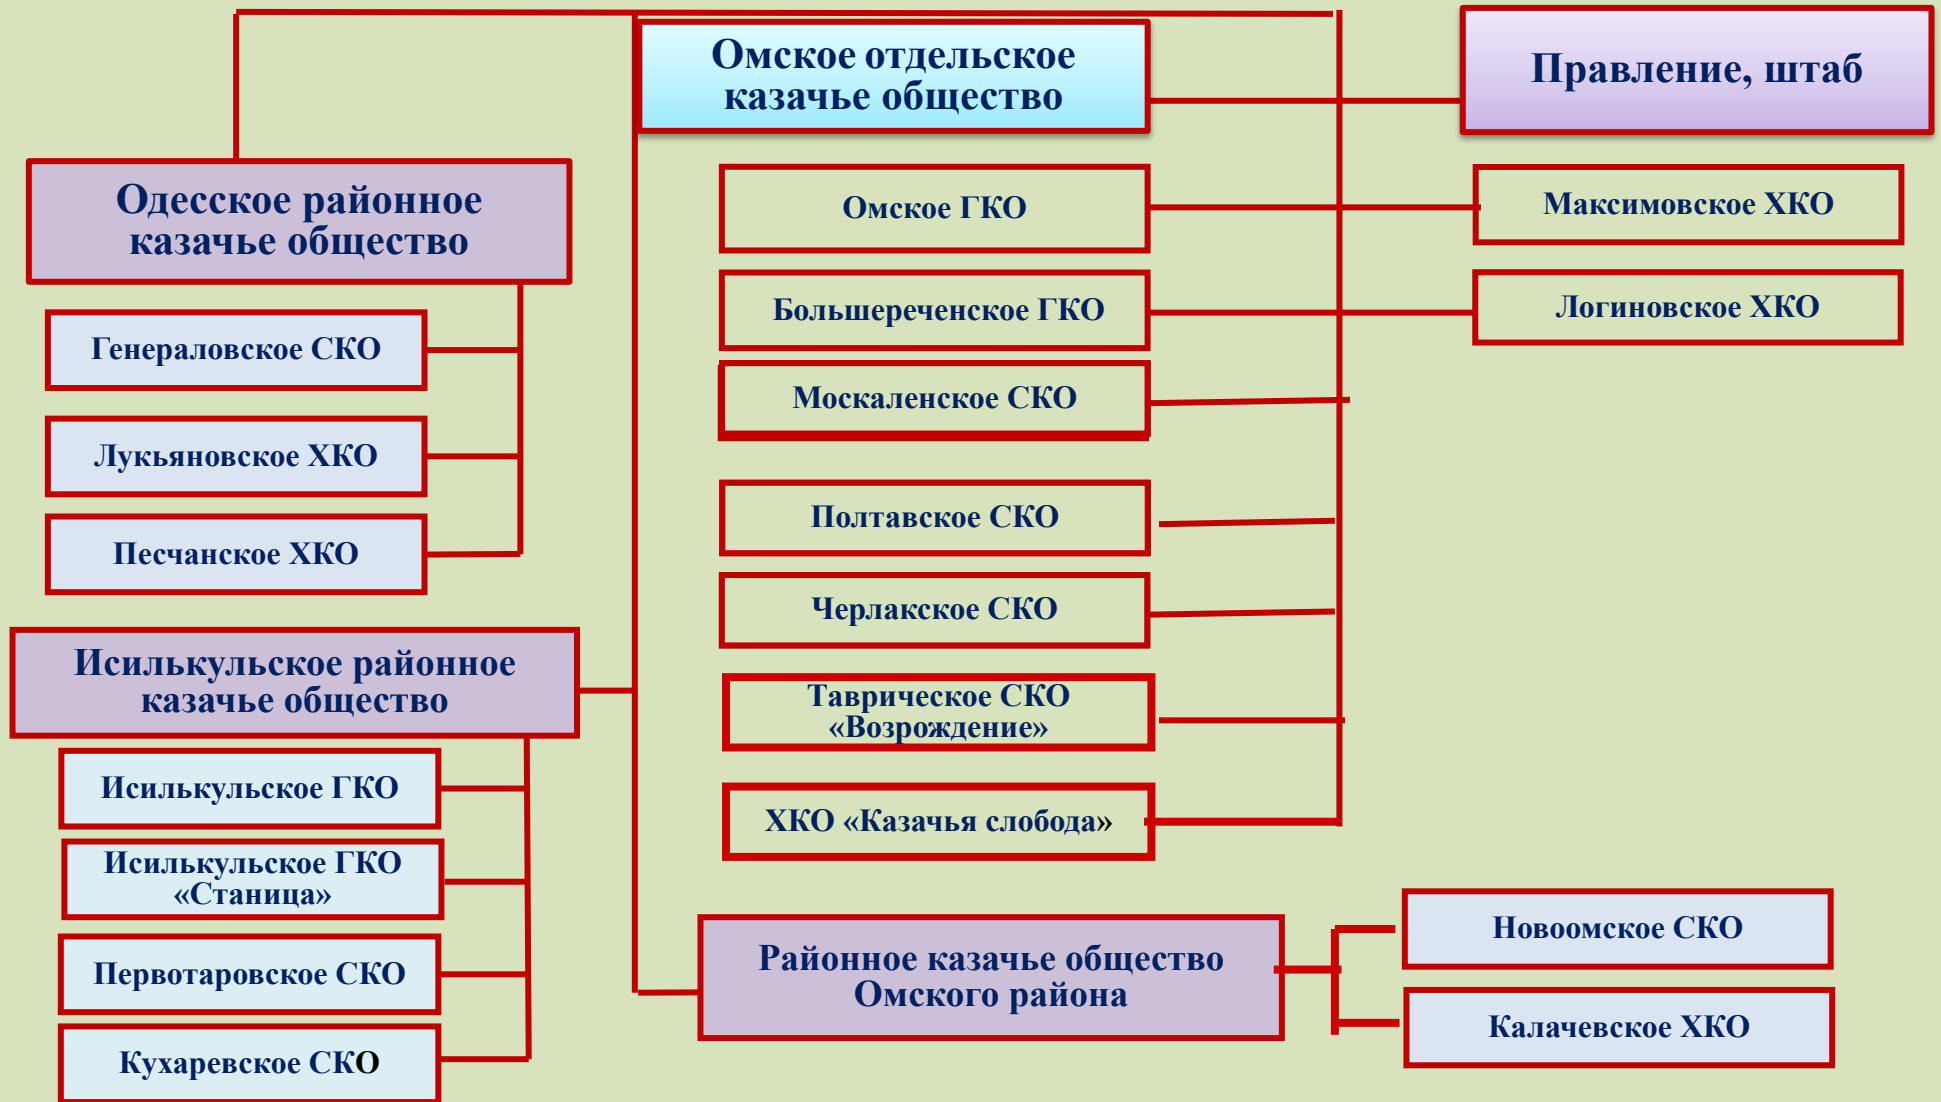 Омское отдельское
казачье общество
Правление, штаб
Одесское районное
казачье общество
Генераловское СКО
Лукьяновское ХКО
Песчанское ХКО
Исилькульское районное
казачье общество
Исилькульское ГКО
Исилькульское ГКО
«Станица»
Первотаровское СКО
Кухаревское СКО
Омское ГКО
Большереченское ГКО
Москаленское СКО
Полтавское СКО
Черлакское СКО
Таврическое СКО
«Возрождение»
ХКО «Казачья слобода»
Максимовское ХКО
Логиновское ХКО
Районное казачье общество
Омского района
Новоомское СКО
Калачевское ХКО